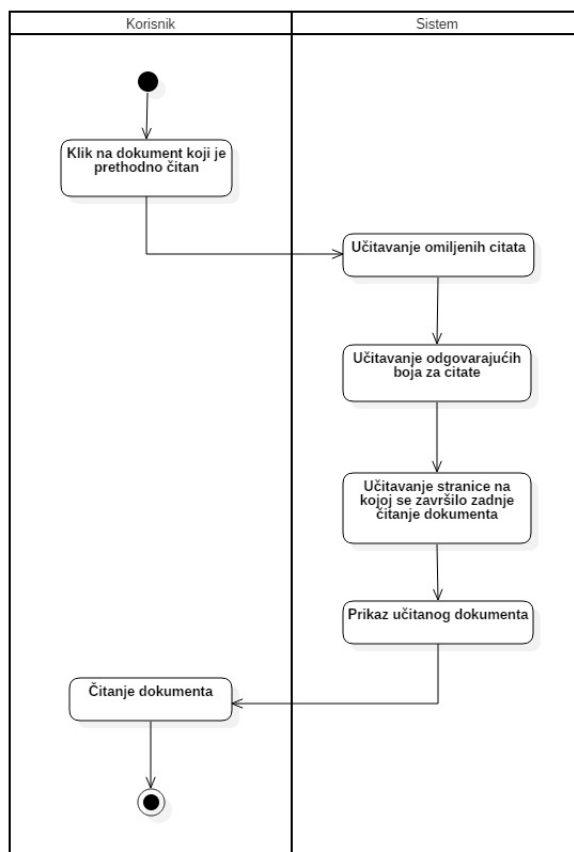 Korisnik
Sistem
Klik na dokument koji je
prethodno čitan
Učitavanje omiljenih citata
Učitavanje odgovarajućih
boja za citate
Učitavanje stranice na
kojoj se završilo zadnje
čitanje dokumenta
Prikaz učitanog dokumenta
Čitanje dokumenta